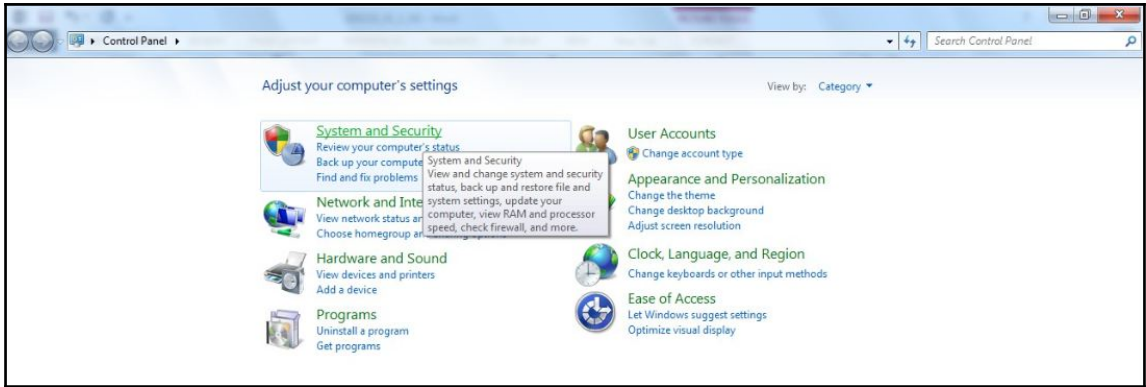 Control Panel
Search Control Panel
Adjust your computer's settings
View by: Category
System and Security
Review your computer's status
Back up your compute
Find and fix problems
System and Security
View and change system and security
status, back up and restore file and
system settings, update your
computer, view RAM and processor
speed, check firewall, and more.
Network and Inte
View network status
Choose homegroup
Hardware and Sound
View devices and printers
Add a device
Programs
Uninstall a program
Get programs
User Accounts
Change account type
Appearance and Personalization
Change the theme
Change desktop background
Adjust screen resolution
Clock, Language, and Region
Change keyboards or other input methods
Ease of Access
Let Windows suggest settings
Optimize visual display